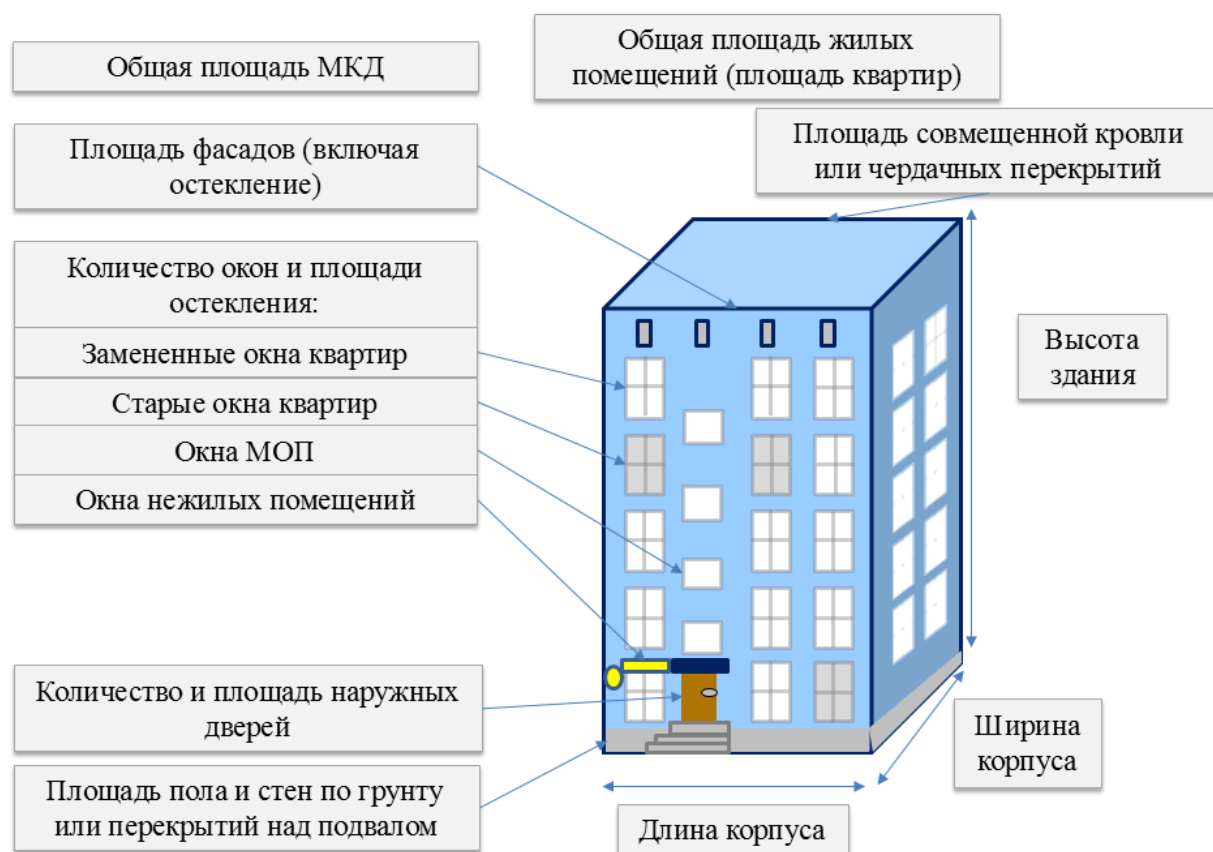 Общая площадь МКД
Общая площадь жилых
помещений (площадь квартир)
Площадь фасадов (включая
остекление)
Площадь совмещенной кровли
или чердачных перекрытий
Количество окон и площади
остекления:
Замененные окна квартир
Старые окна квартир
Окна МОП
Окна нежилых помещений
Высота
здания
Количество и площадь наружных
дверей
Ширина
корпуса
Площадь пола и стен по грунту
или перекрытий над подвалом
Длина корпуса